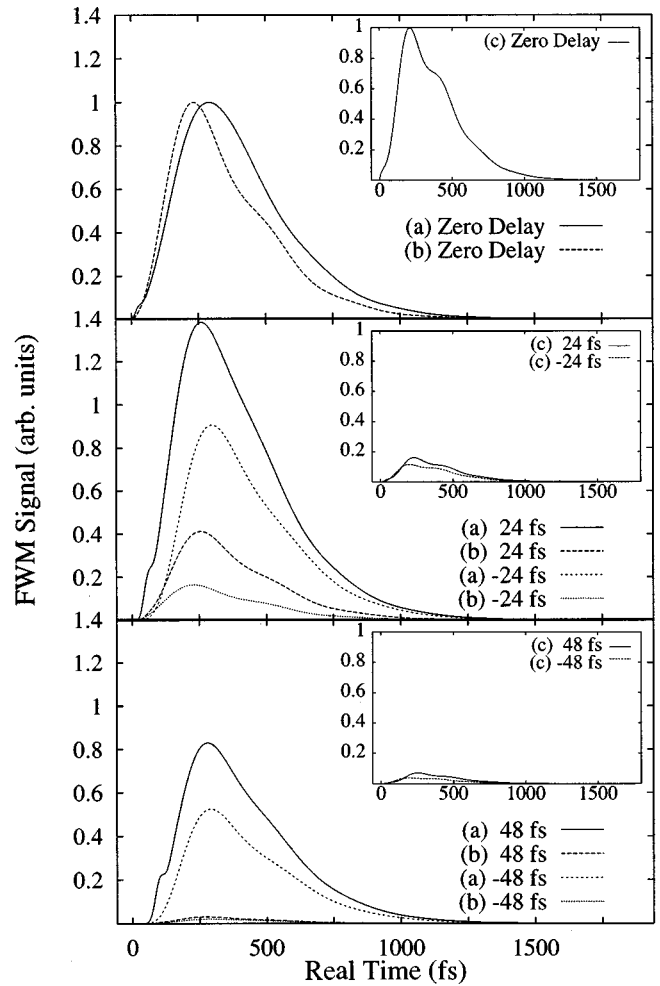 1.4
1.2
1
0.8
0.6
0.4
0.2
(c) Zero Delay
1
0.8
0.6
0.4
0.2
0 500 1000 1500
(a) Zero Delay
(b) Zero Delay
1.4
1.2
1
0.8
0.6
0.4
0.2
(c) 24 fs
(c) -24 fs
1
0.8
0.6
0.4
0.2
0 500 1000 1500
(a) 24 fs
(b) 24 fs
(a) -24 fs
(b) -24 fs
FWM Signal (arb. units)
1.4
1.2
1
0.8
0.6
0.4
0.2
(c) 48 fs
(c) -48 fs
1
0.8
0.6
0.4
0.2
0 500 1000 1500
(a) 48 fs
(b) 48 fs
(a) -48 fs
(b) -48 fs
0 500 1000 1500
Real Time (fs)